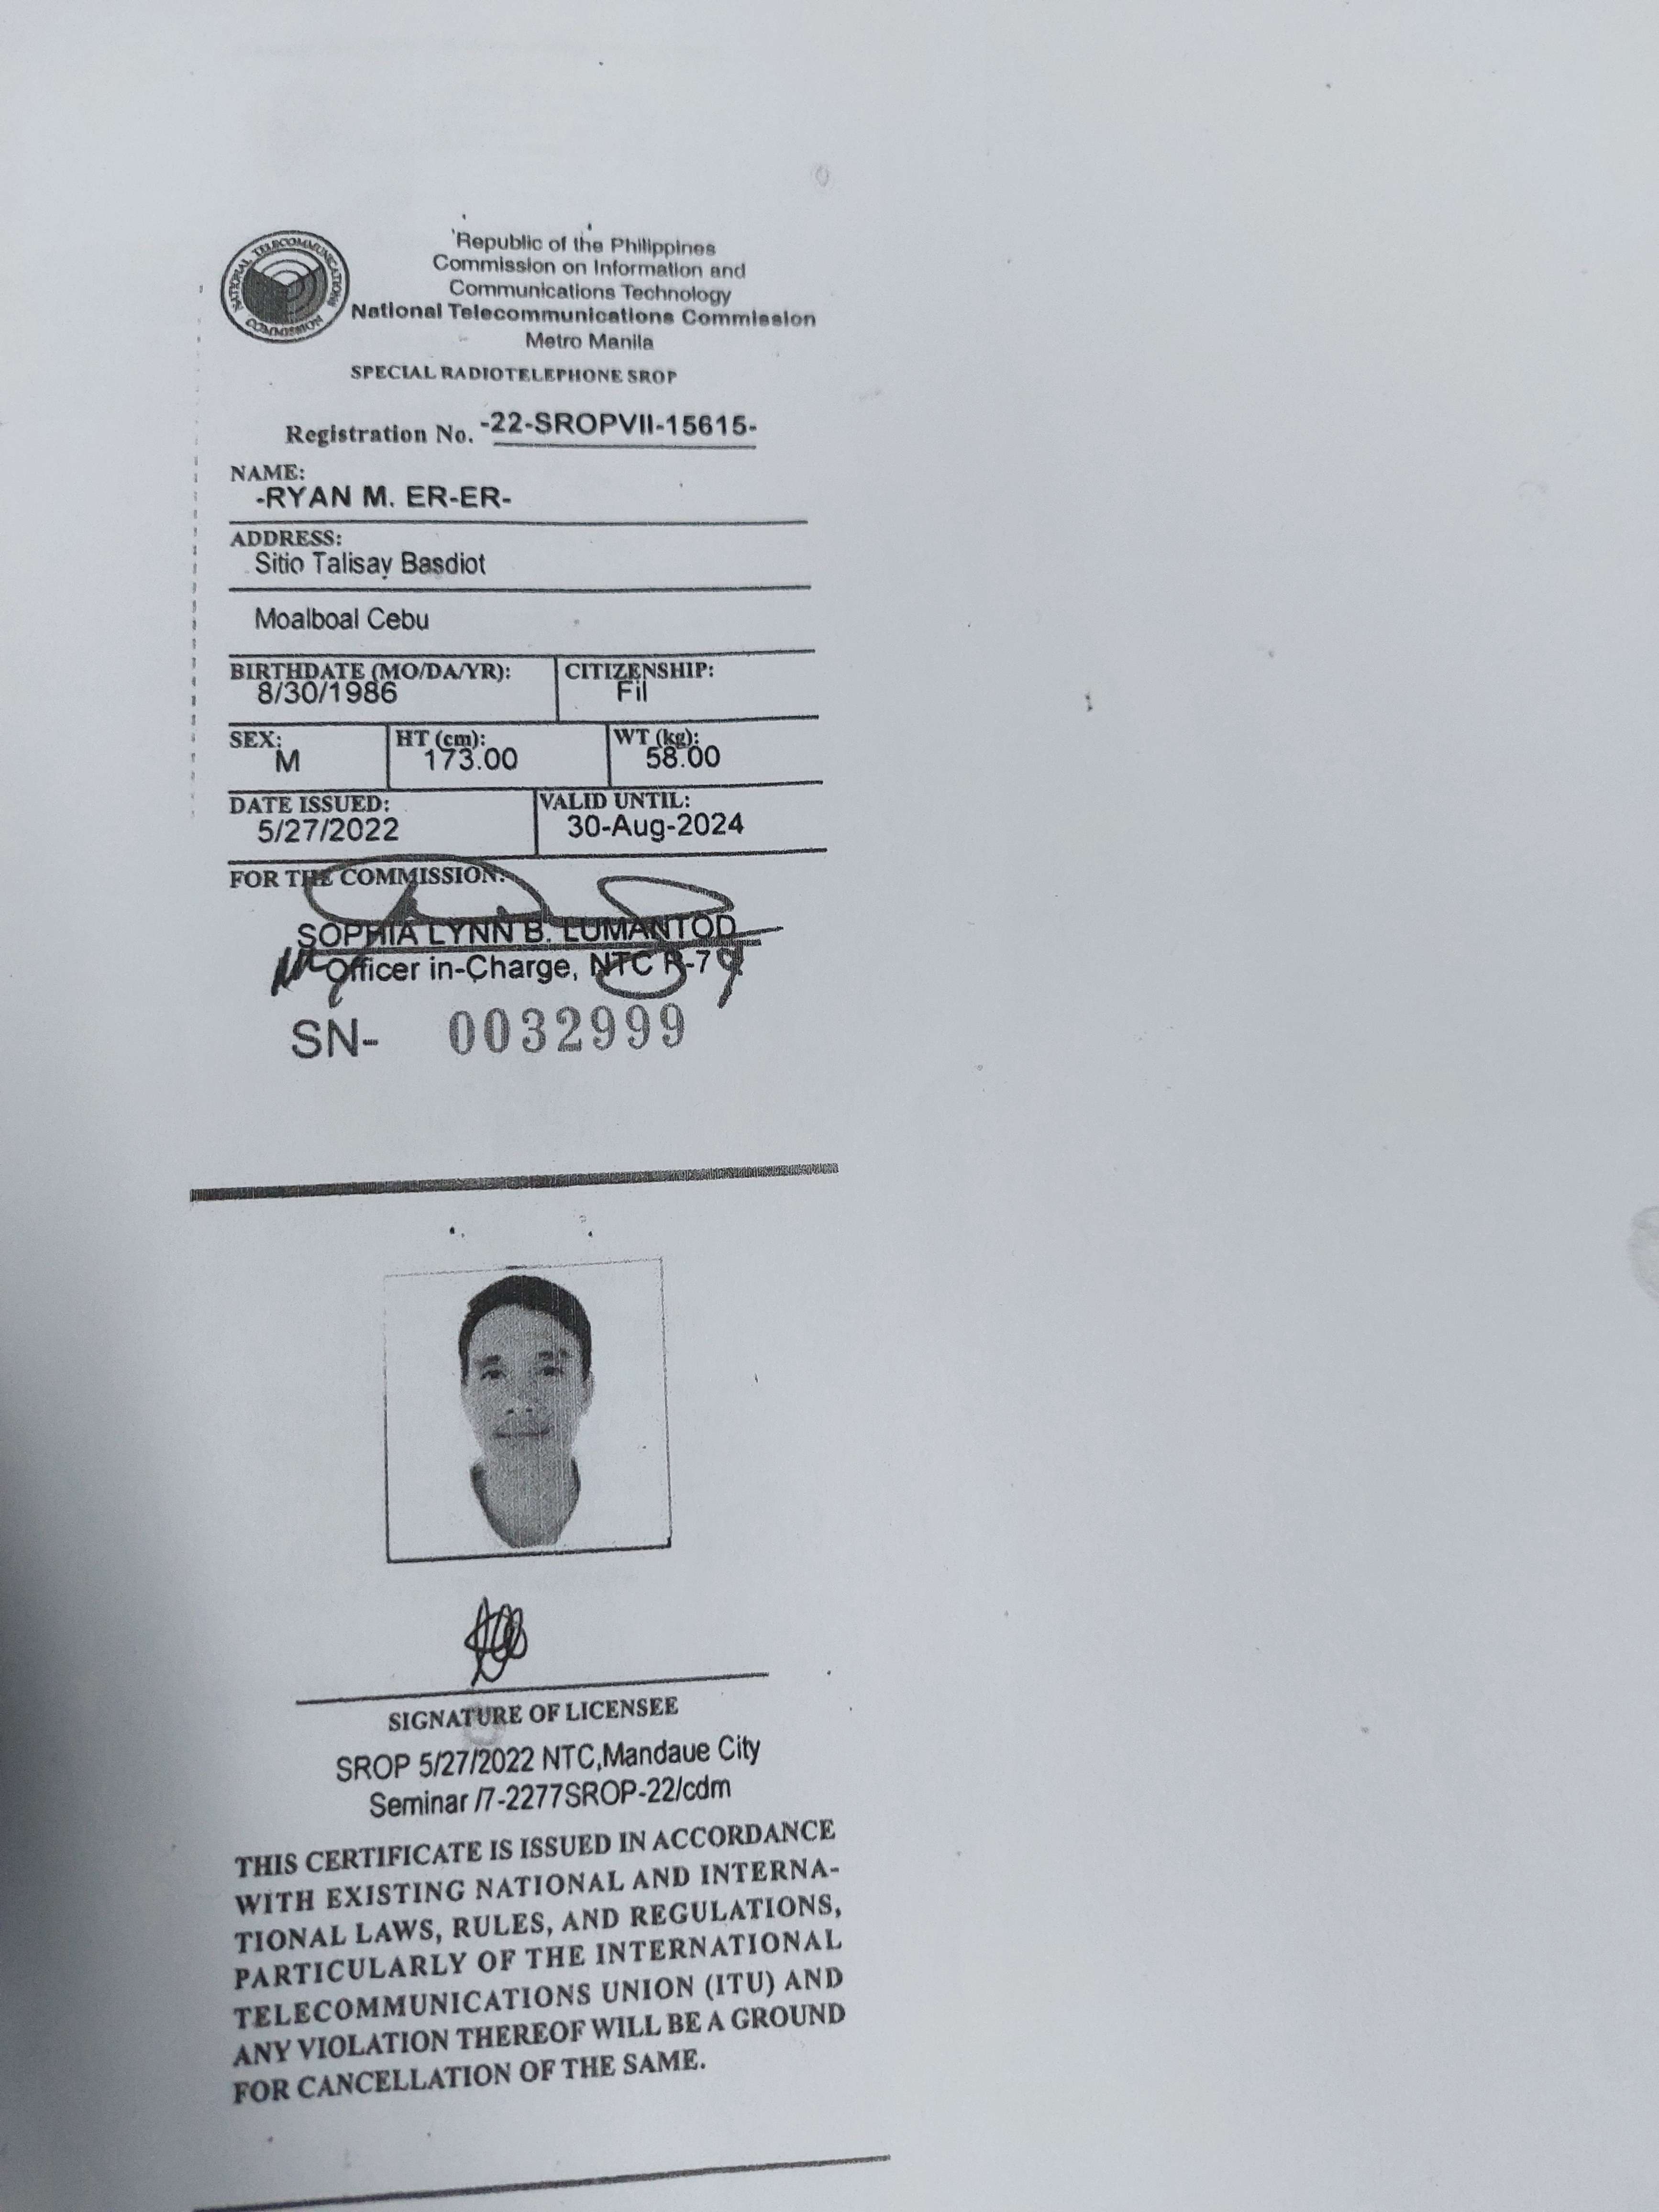 NATIONAL TELECOMMUNICATIONS COMMISSION
Republic of the Philippines
Commission on Information and
Communications Technology
National Telecommunications Commission
Metro Manila
SPECIAL RADIOTELEPHONE SROP
Registration No. -22-SROPVII-15615-
NAME:
-RYAN M. ER-ER-
ADDRESS:
Sitio Talisay Basdiot
Moalboal Cebu
BIRTHDATE (MO/DA/YR): CITIZENSHIP:
8/30/1986 Fil
SEX: HT (cm): WT (kg):
M 173.00 58.00
DATE ISSUED: VALID UNTIL:
5/27/2022 30-Aug-2024
FOR THE COMMISSION:
SOPHIA LYNN B. LUMANTOD
Officer in-Charge, NTC R-7
SN- 0032999
SIGNATURE OF LICENSEE
SROP 5/27/2022 NTC,Mandaue City
Seminar /7-2277SROP-22/cdm
THIS CERTIFICATE IS ISSUED IN ACCORDANCE
WITH EXISTING NATIONAL AND INTERNA-
TIONAL LAWS, RULES, AND REGULATIONS,
PARTICULARLY OF THE INTERNATIONAL
TELECOMMUNICATIONS UNION (ITU) AND
ANY VIOLATION THEREOF WILL BE A GROUND
FOR CANCELLATION OF THE SAME.